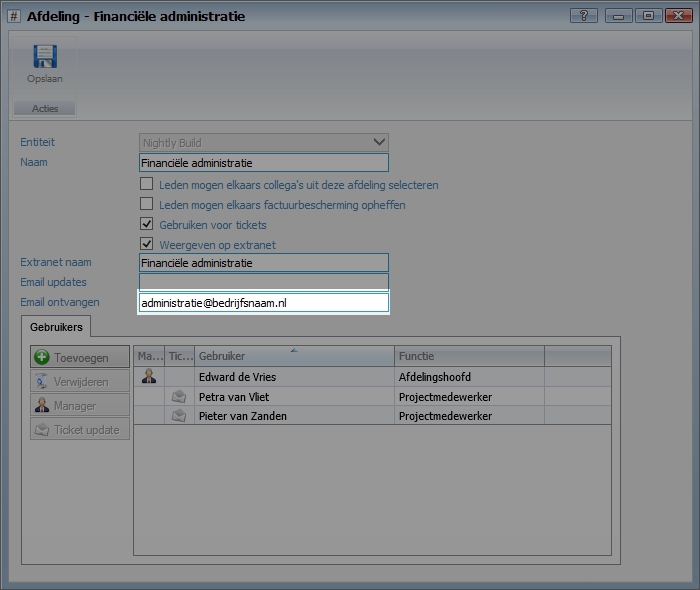 # Afdeling - Financiële administratie
?
Opslaan
Acties
Entiteit Nightly Build
Naam Financiële administratie
Leden mogen elkaars collega's uit deze afdeling selecteren
Leden mogen elkaars factuurbescherming opheffen
Gebruiken voor tickets
Weergeven op extranet
Extranet naam Financiële administratie
Email updates
Email ontvangen administratie@bedrijfsnaam.nl
Gebruikers
Toevoegen
Verwijderen
Manager
Ticket update
Ma... Tic... Gebruiker Functie
Edward de Vries Afdelingshoofd
Petra van Vliet Projectmedewerker
Pieter van Zanden Projectmedewerker